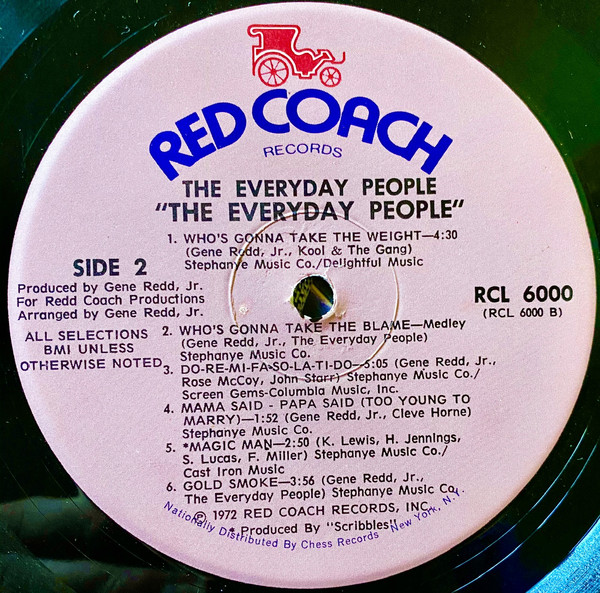 RED COACH
RECORDS
THE EVERYDAY PEOPLE
"THE EVERYDAY PEOPLE"
SIDE 2
Produced by Gene Redd, Jr.
For Redd Coach Productions
Arranged by Gene Redd, Jr.
ALL SELECTIONS
BMI UNLESS
OTHERWISE NOTED
RCL 6000
(RCL 6000 B)
1. WHO'S GONNA TAKE THE WEIGHT—4:30
(Gene Redd, Jr., Kool & The Gang)
Stephanye Music Co./Delightful Music
2. WHO'S GONNA TAKE THE BLAME—Medley
(Gene Redd, Jr., The Everyday People)
Stephanye Music Co.
3. DO-RE-MI-FA-SO-LA-TI-DO—5:05 (Gene Redd, Jr.,
Rose McCoy, John Starr) Stephanye Music Co./
Screen Gems-Columbia Music, Inc.
4. MAMA SAID - PAPA SAID (TOO YOUNG TO
MARRY)—1:52 (Gene Redd, Jr., Cleve Horne)
Stephanye Music Co.
5. *MAGIC MAN—2:50 (K. Lewis, H. Jennings,
S. Lucas, F. Miller) Stephanye Music Co./
Cast Iron Music
6. GOLD SMOKE—3:56 (Gene Redd, Jr.,
The Everyday People) Stephanye Music Co.
℗ 1972 RED COACH RECORDS, INC.
* Produced By "Scribbles"
Nationally Distributed By Chess Records New York, N.Y.